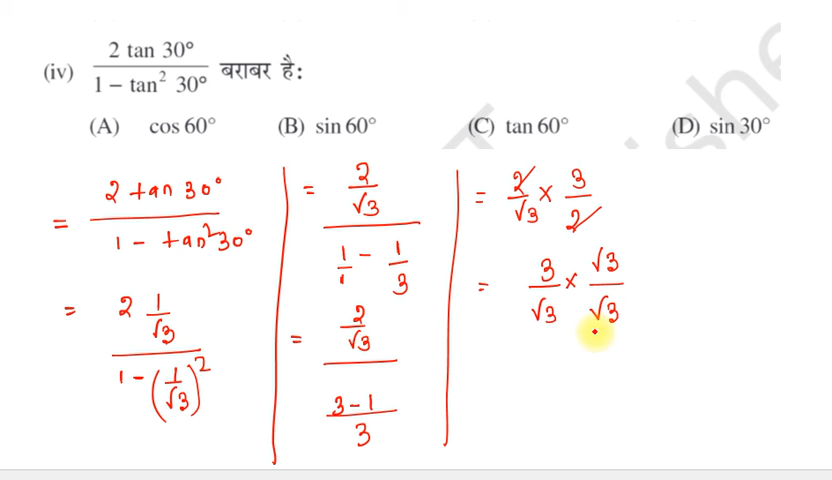 (iv) 2 tan 30° / 1 − tan² 30° बराबर है:
(A) cos 60° (B) sin 60° (C) tan 60° (D) sin 30°
= 2 tan 30° / 1 - tan² 30°
= 2 1/√3 / 1 - (1/√3)²
= 2/√3 / 1/1 - 1/3
= 2/√3 / 3-1/3
= 2/√3 × 3/2
= 3/√3 × √3/√3